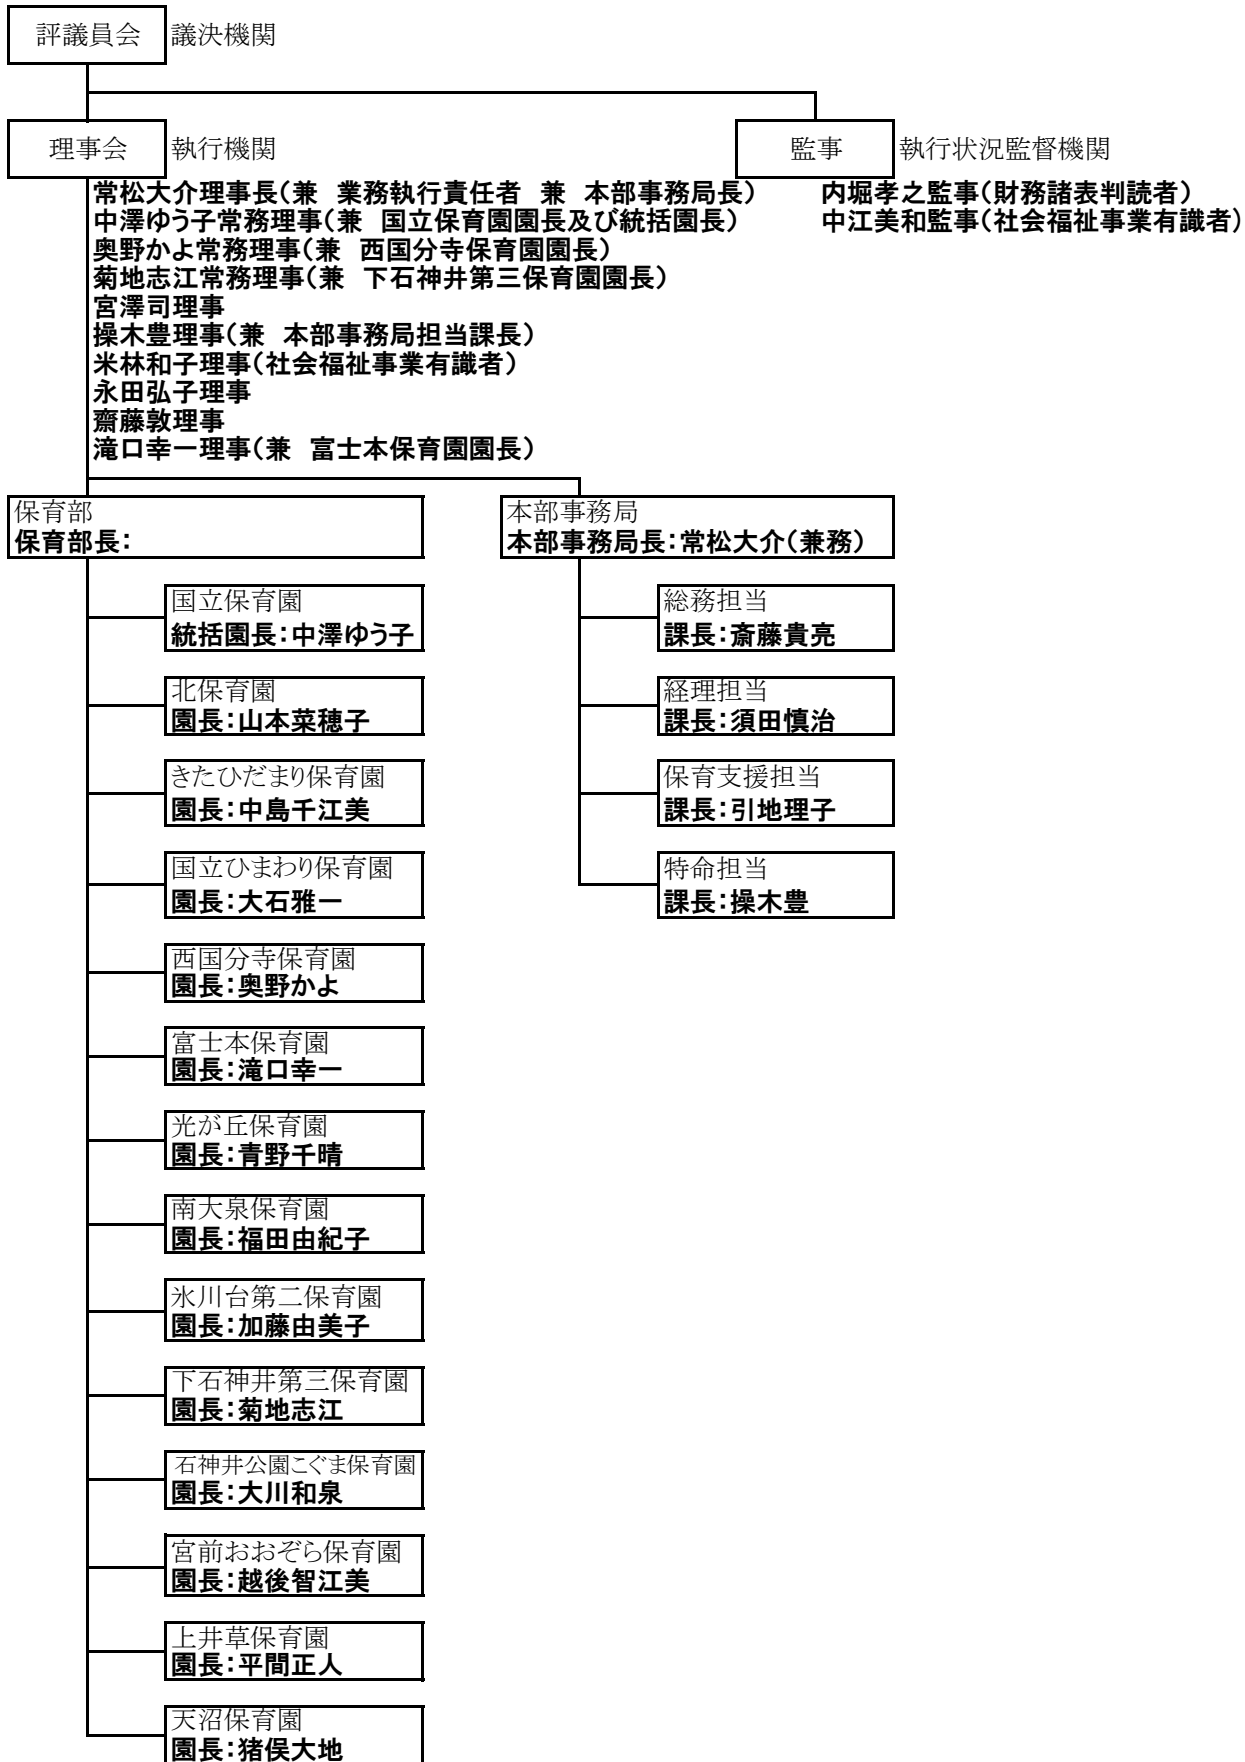 評議員会 議決機関
理事会 執行機関
常松大介理事長（兼　業務執行責任者　兼　本部事務局長）
中澤ゆう子常務理事（兼　国立保育園園長及び統括園長）
奥野かよ常務理事（兼　西国分寺保育園園長）
菊地志江常務理事（兼　下石神井第三保育園園長）
宮澤司理事
操木豊理事（兼　本部事務局担当課長）
米林和子理事（社会福祉事業有識者）
永田弘子理事
齋藤敦理事
滝口幸一理事（兼　富士本保育園園長）
監事 執行状況監督機関
内堀孝之監事（財務諸表判読者）
中江美和監事（社会福祉事業有識者）
保育部
保育部長：
国立保育園
統括園長：中澤ゆう子
北保育園
園長：山本菜穂子
きたひだまり保育園
園長：中島千江美
国立ひまわり保育園
園長：大石雅一
西国分寺保育園
園長：奥野かよ
富士本保育園
園長：滝口幸一
光が丘保育園
園長：青野千晴
南大泉保育園
園長：福田由紀子
氷川台第二保育園
園長：加藤由美子
下石神井第三保育園
園長：菊地志江
石神井公園こぐま保育園
園長：大川和泉
宮前おおぞら保育園
園長：越後智江美
上井草保育園
園長：平間正人
天沼保育園
園長：猪俣大地
本部事務局
本部事務局長：常松大介（兼務）
総務担当
課長：斎藤貴亮
経理担当
課長：須田慎治
保育支援担当
課長：引地理子
特命担当
課長：操木豊